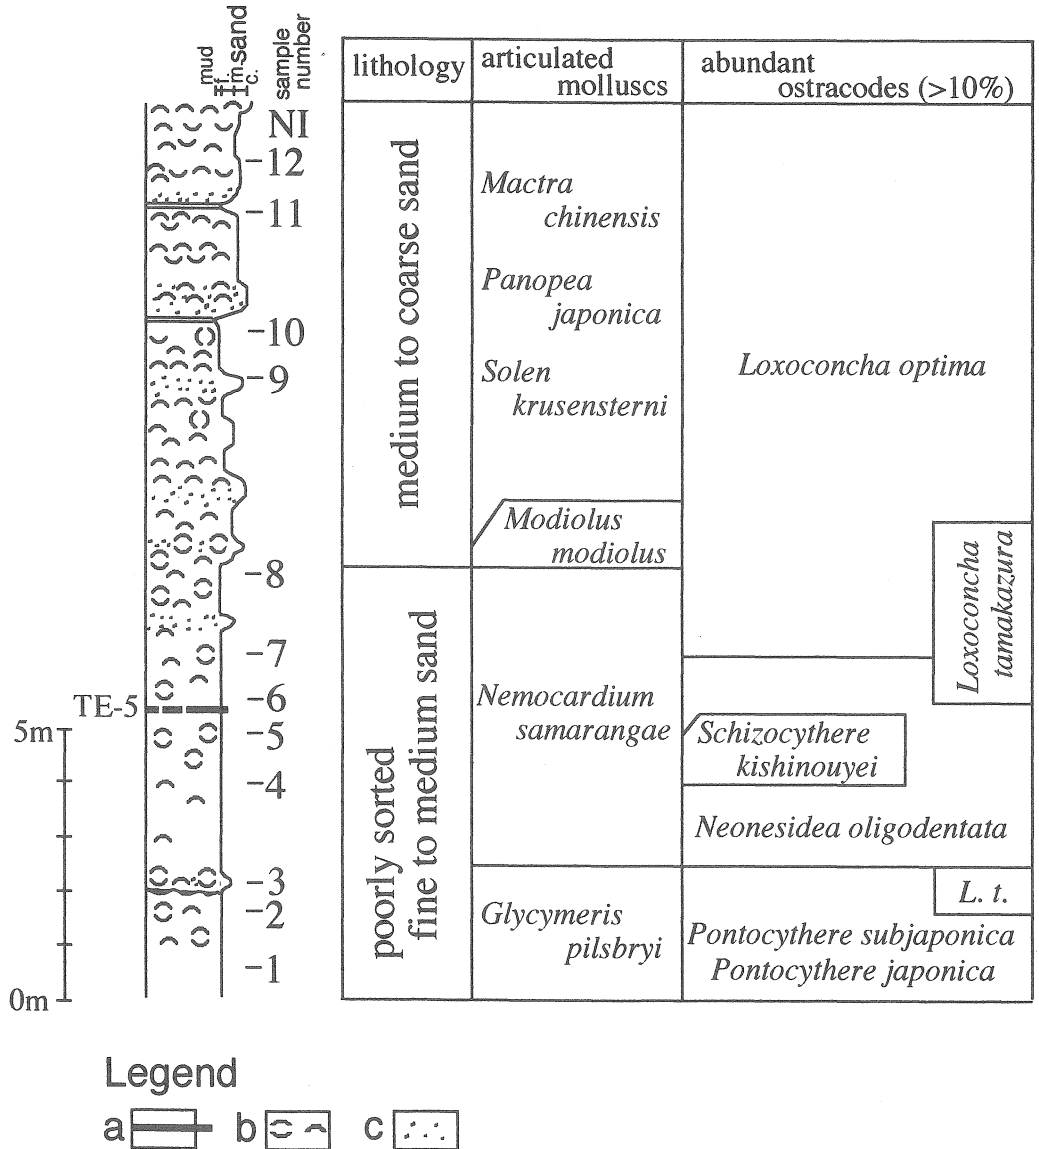 mud
f.
m.
c.
sand
sample
number
lithology
articulated
molluscs
abundant
ostracodes (>10%)
NI
-12
-11
-10
-9
-8
-7
-6
-5
-4
-3
-2
-1
TE-5
5m
0m
medium to coarse sand
poorly sorted
fine to medium sand
Mactra
chinensis
Panopea
japonica
Solen
krusensterni
Modiolus
modiolus
Nemocardium
samarangae
Glycymeris
pilsbryi
Loxoconcha optima
Loxoconcha
tamakazura
Schizocythere
kishinouyei
Neonesidea oligodentata
L. t.
Pontocythere subjaponica
Pontocythere japonica
Legend
a
b
c